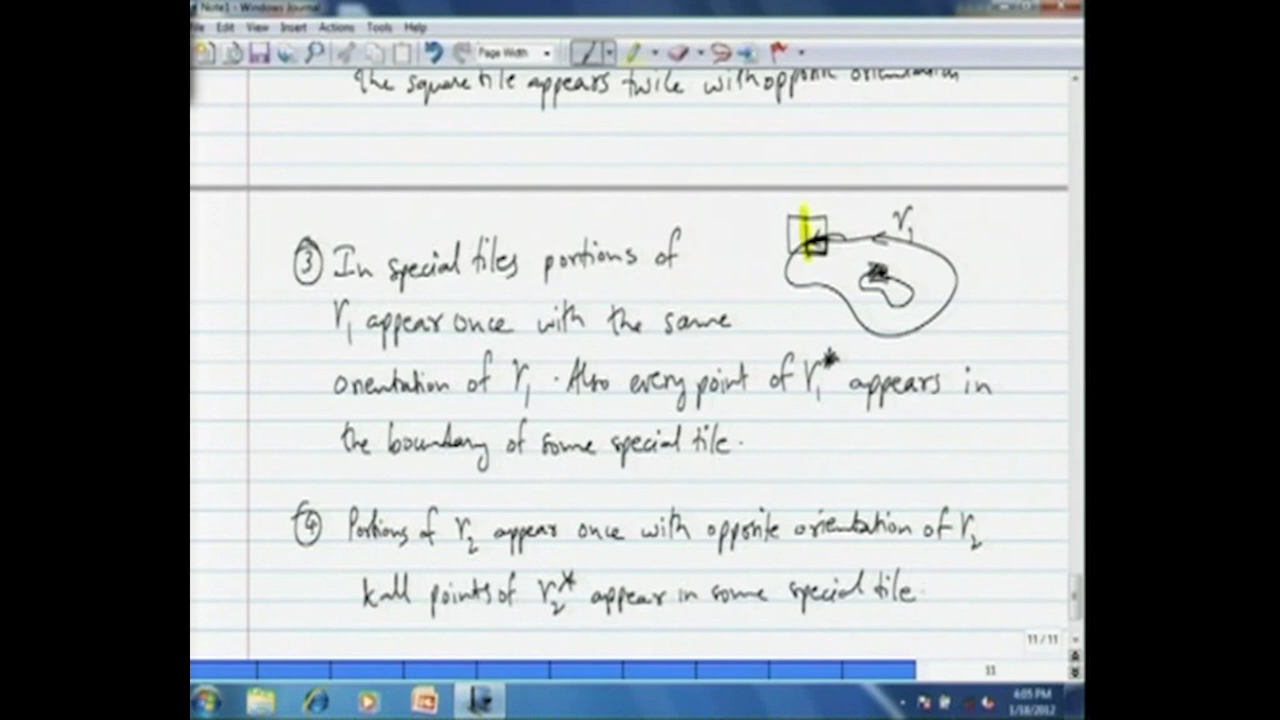 Note1 - Windows Journal
File Edit View Insert Actions Tools Help
Page Width
The square tile appears twice with opposite orientation
γ₁
③ In special tiles portions of
γ₁ appear once with the same
orientation of γ₁. Also every point of γ₁* appears in
the boundary of some special tile.
④ Portions of γ₂ appear once with opposite orientation of γ₂
& all points of γ₂* appear in some special tile.
11 / 11
11
4:05 PM
1/18/2012